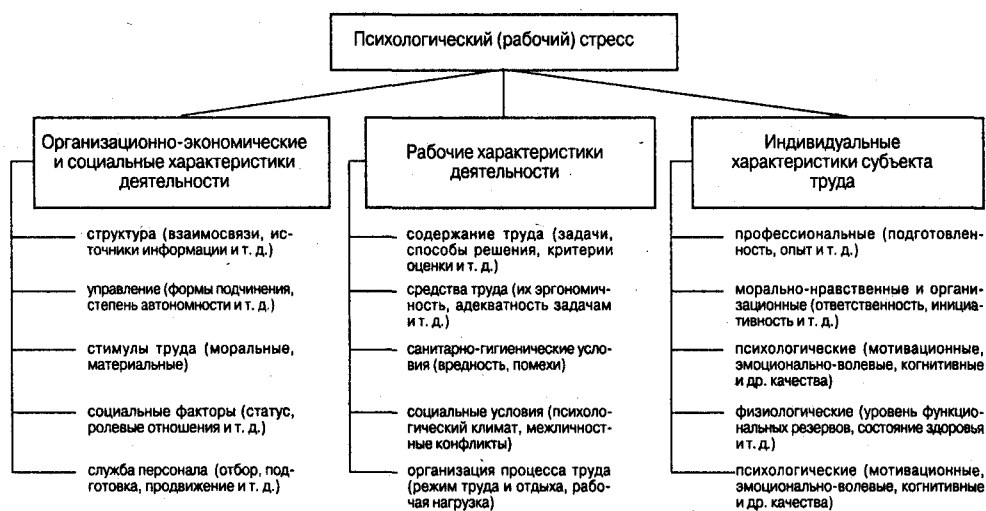 Психологический (рабочий) стресс
Организационно-экономические
и социальные характеристики
деятельности
структура (взаимосвязи, ис-
точники информации и т. д.)
управление (формы подчинения,
степень автономности и т. д.)
стимулы труда (моральные,
материальные)
социальные факторы (статус,
ролевые отношения и т. д.)
служба персонала (отбор, под-
готовка, продвижение и т. д.)
Рабочие характеристики
деятельности
содержание труда (задачи,
способы решения, критерии
оценки и т. д.)
средства труда (их эргономич-
ность, адекватность задачам
и т. д.)
санитарно-гигиенические усло-
вия (вредность, помехи)
социальные условия (психоло-
гический климат, межличност-
ные конфликты)
организация процесса труда
(режим труда и отдыха, рабо-
чая нагрузка)
Индивидуальные
характеристики субъекта
труда
профессиональные (подготовлен-
ность, опыт и т. д.)
морально-нравственные и органи-
зационные (ответственность, инициа-
тивность и т. д.)
психологические (мотивационные,
эмоционально-волевые, когнитивные
и др. качества)
физиологические (уровень функцио-
нальных резервов, состояние здоровья
и т. д.)
психологические (мотивационные,
эмоционально-волевые, когнитивные
и др. качества)